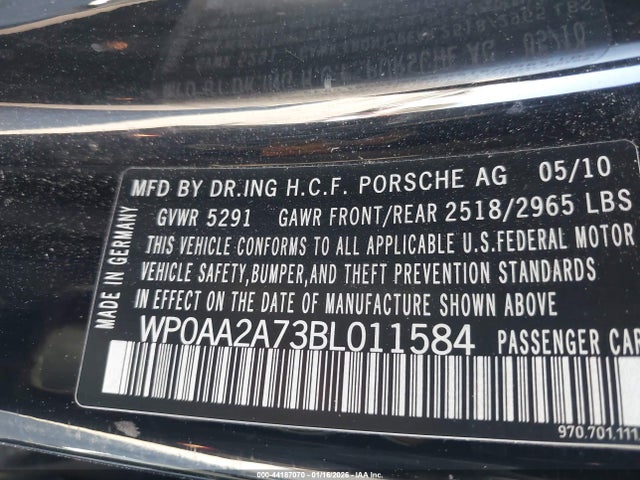 MFD BY DR.ING H.C.F. PORSCHE AG 05/10
GVWR 5291 GAWR FRONT/REAR 2518/2965 LBS
THIS VEHICLE CONFORMS TO ALL APPLICABLE U.S.FEDERAL MOTOR
VEHICLE SAFETY,BUMPER,AND THEFT PREVENTION STANDARDS
IN EFFECT ON THE DATE OF MANUFACTURE SHOWN ABOVE
WP0AA2A73BL011584 PASSENGER CAR
MADE IN GERMANY
970.701.111
000-44187070 - 01/16/2026 - IAA Inc.